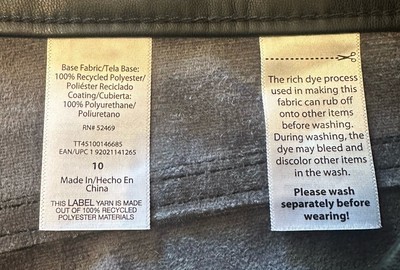 Base Fabric/Tela Base:
100% Recycled Polyester/
Poliéster Reciclado
Coating/Cubierta:
100% Polyurethane/
Poliuretano
RN# 52469
TT45100146685
EAN/UPC 1 92021141265
10
Made In/Hecho En
China
THIS LABEL YARN IS MADE
OUT OF 100% RECYCLED
POLYESTER MATERIALS
The rich dye process
used in making this
fabric can rub off
onto other items
before washing.
During washing, the
dye may bleed and
discolor other items
in the wash.
Please wash
separately before
wearing!